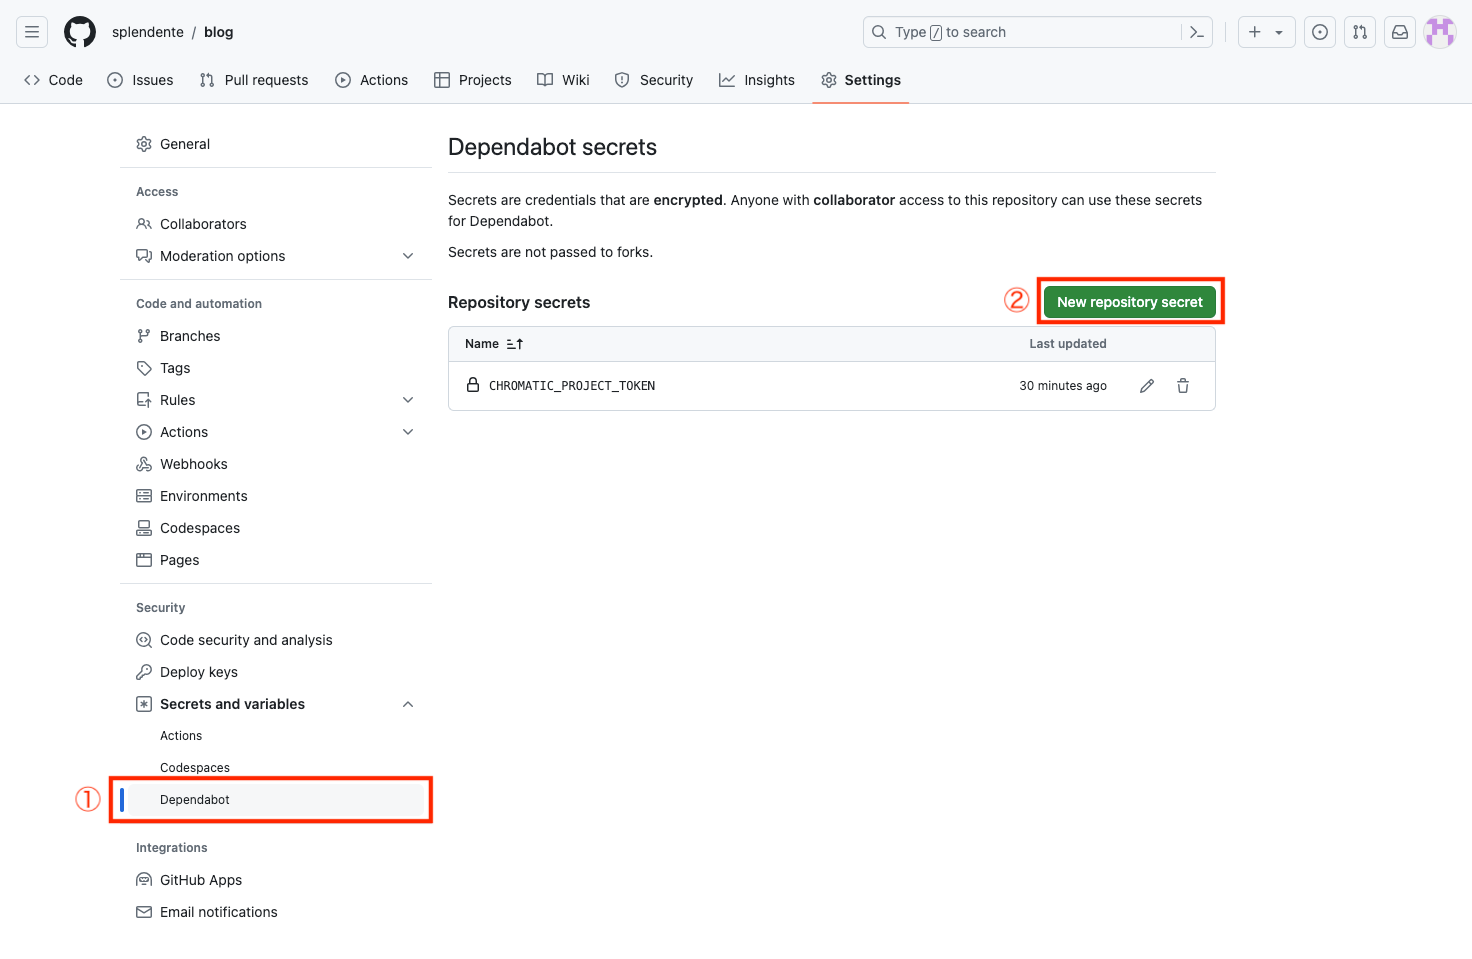 splendente / blog
Type / to search
Code Issues Pull requests Actions Projects Wiki Security Insights Settings
General
Access
Collaborators
Moderation options
Code and automation
Branches
Tags
Rules
Actions
Webhooks
Environments
Codespaces
Pages
Security
Code security and analysis
Deploy keys
Secrets and variables
Actions
Codespaces
① Dependabot
Integrations
GitHub Apps
Email notifications
Dependabot secrets
Secrets are credentials that are encrypted. Anyone with collaborator access to this repository can use these secrets
for Dependabot.
Secrets are not passed to forks.
Repository secrets ② New repository secret
Name Last updated
CHROMATIC_PROJECT_TOKEN 30 minutes ago